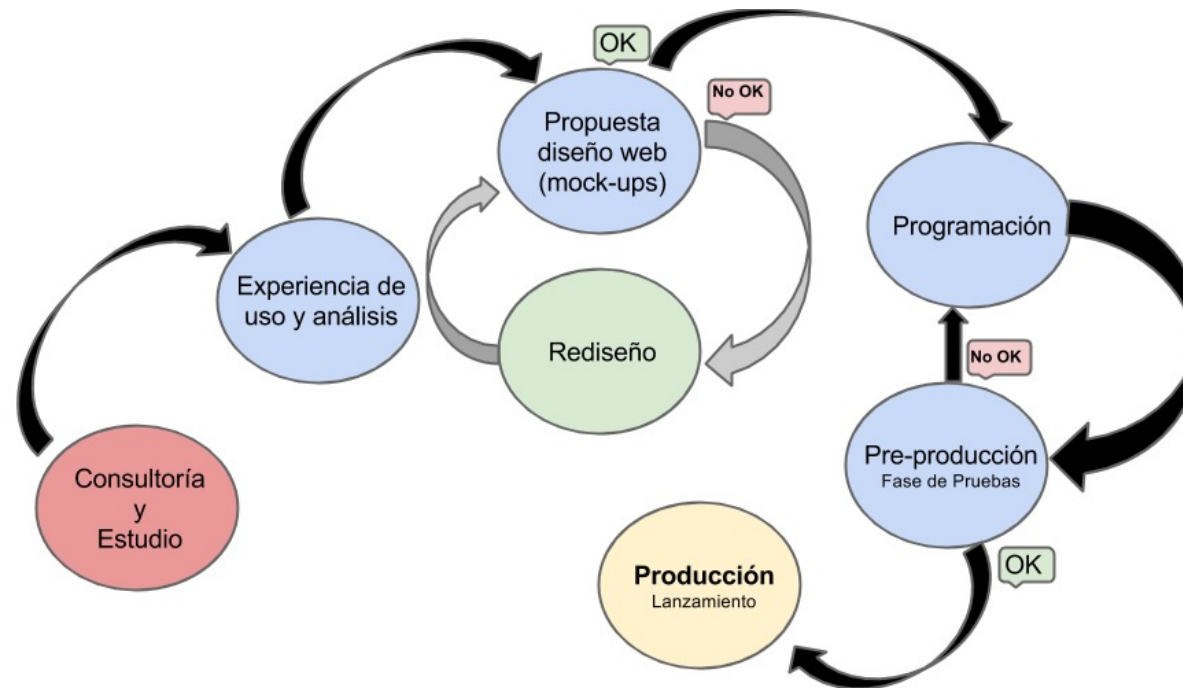 OK
No OK
Propuesta
diseño web
(mock-ups)
Programación
Experiencia de
uso y análisis
Rediseño
No OK
Pre-producción
Fase de Pruebas
Consultoría
y
Estudio
OK
Producción
Lanzamiento